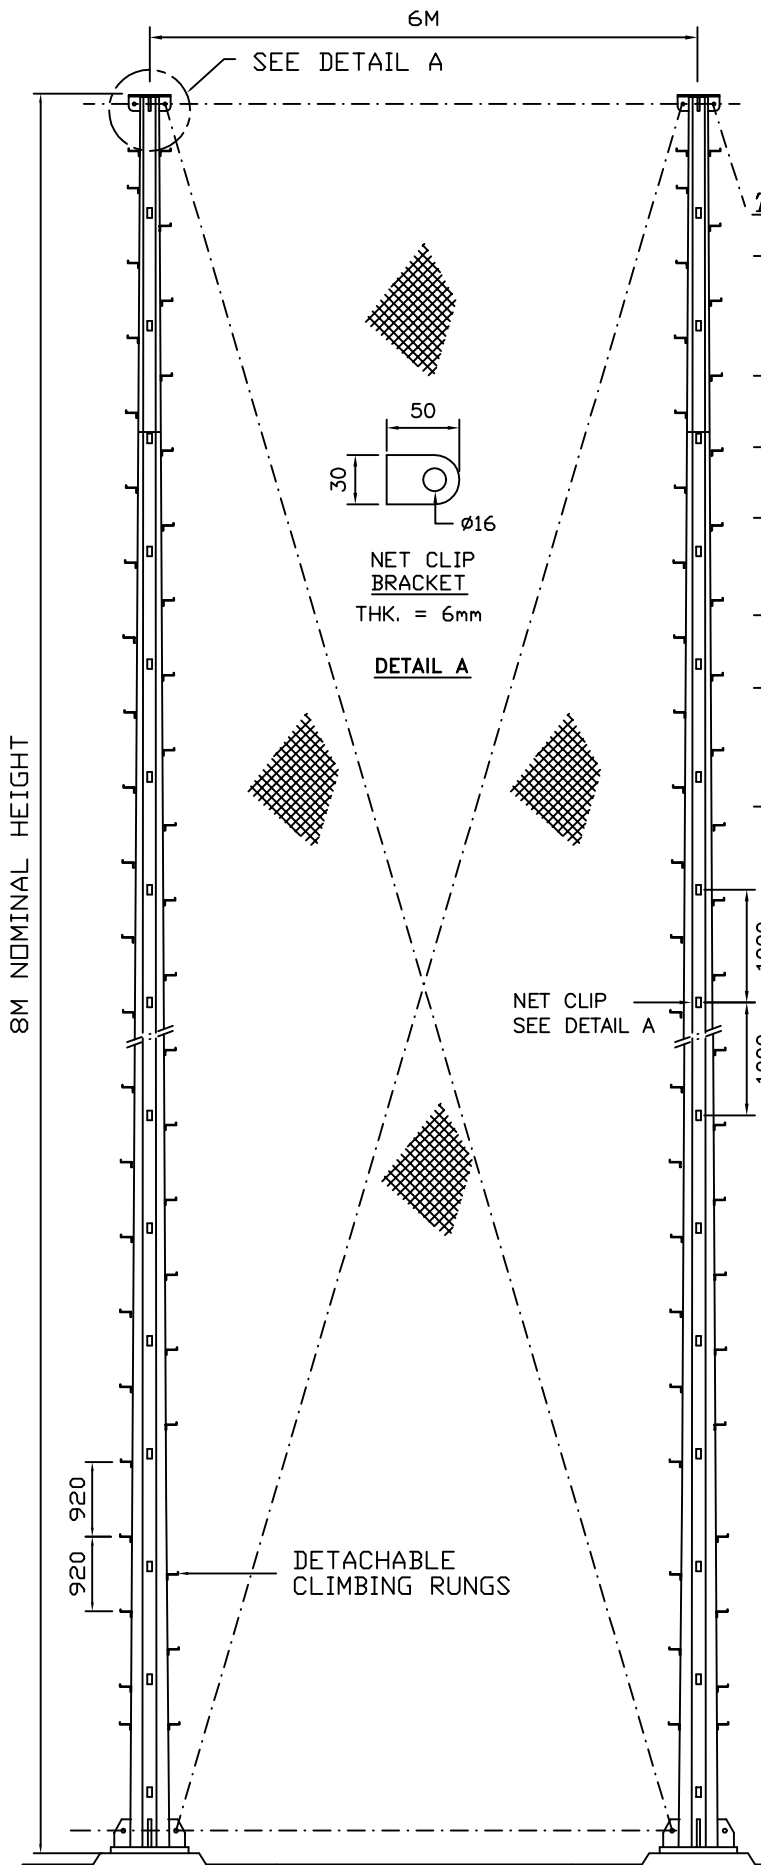 6M
SEE DETAIL A
50
30
ø16
NET CLIP
BRACKET
THK. = 6mm
DETAIL A
8M NOMINAL HEIGHT
NET CLIP
SEE DETAIL A
920
920
DETACHABLE
CLIMBING RUNGS